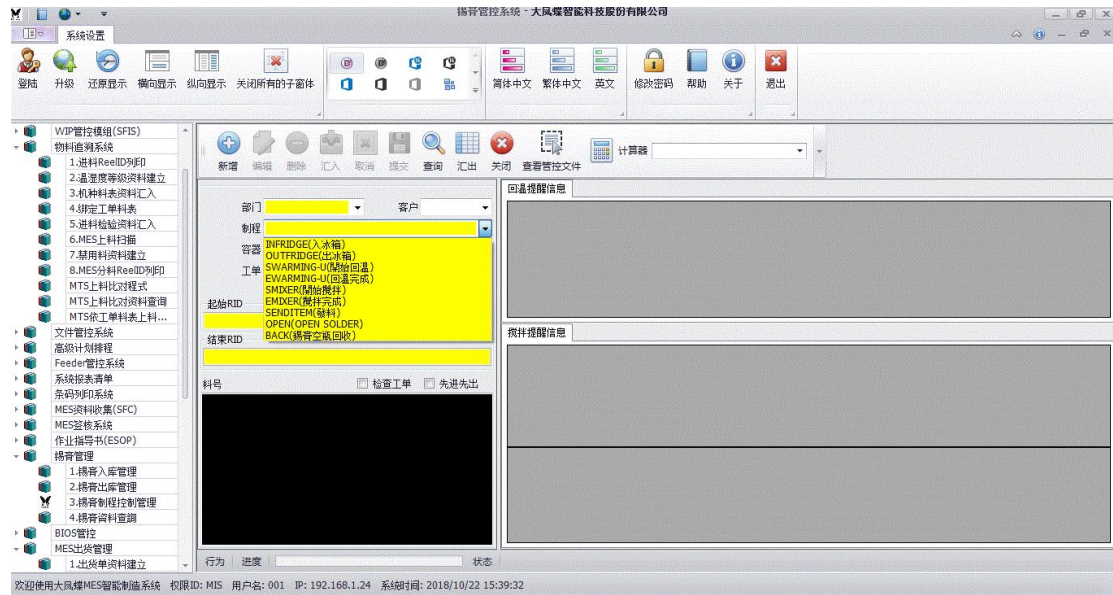 锡膏管控系统 - 大凤蝶智能科技股份有限公司
系统设置
登陆 升级 还原显示 横向显示 纵向显示 关闭所有的子窗体 简体中文 繁体中文 英文 修改密码 帮助 关于 退出
WIP管控模组(SFIS)
物料追溯系统
1.进料ReelID列印
2.温湿度等级资料建立
3.机种料表资料汇入
4.绑定工单料表
5.进料检验资料汇入
6.MES上料扫描
7.禁用料资料建立
8.MES分料ReelID列印
MTS上料比对程式
MTS上料比对资料查询
MTS依工单料表上料...
文件管控系统
高级计划排程
Feeder管控系统
系统报表清单
条码列印系统
MES资料收集(SFC)
MES签核系统
作业指导书(ESOP)
锡膏管理
1.锡膏入库管理
2.锡膏出库管理
3.锡膏制程控制管理
4.锡膏资料查詢
BIOS管控
MES出货管理
1.出货单资料建立
新增 编辑 删除 汇入 取消 提交 查询 汇出 关闭 查看管控文件 计算器
部门 客户
制程
容器
工单
INFRIDGE(入冰箱)
OUTFRIDGE(出冰箱)
SWARMING-U(開始回溫)
EWARMING-U(回溫完成)
SMIXER(開始攪拌)
EMIXER(攪拌完成)
SENDITEM(發料)
OPEN(OPEN SOLDER)
BACK(錫膏空瓶回收)
起始RID
结束RID
料号 检查工单 先进先出
回温提醒信息
搅拌提醒信息
行为 进度 状态
欢迎使用大凤蝶MES智能制造系统 权限ID: MIS 用户名: 001 IP: 192.168.1.24 系统时间: 2018/10/22 15:39:32